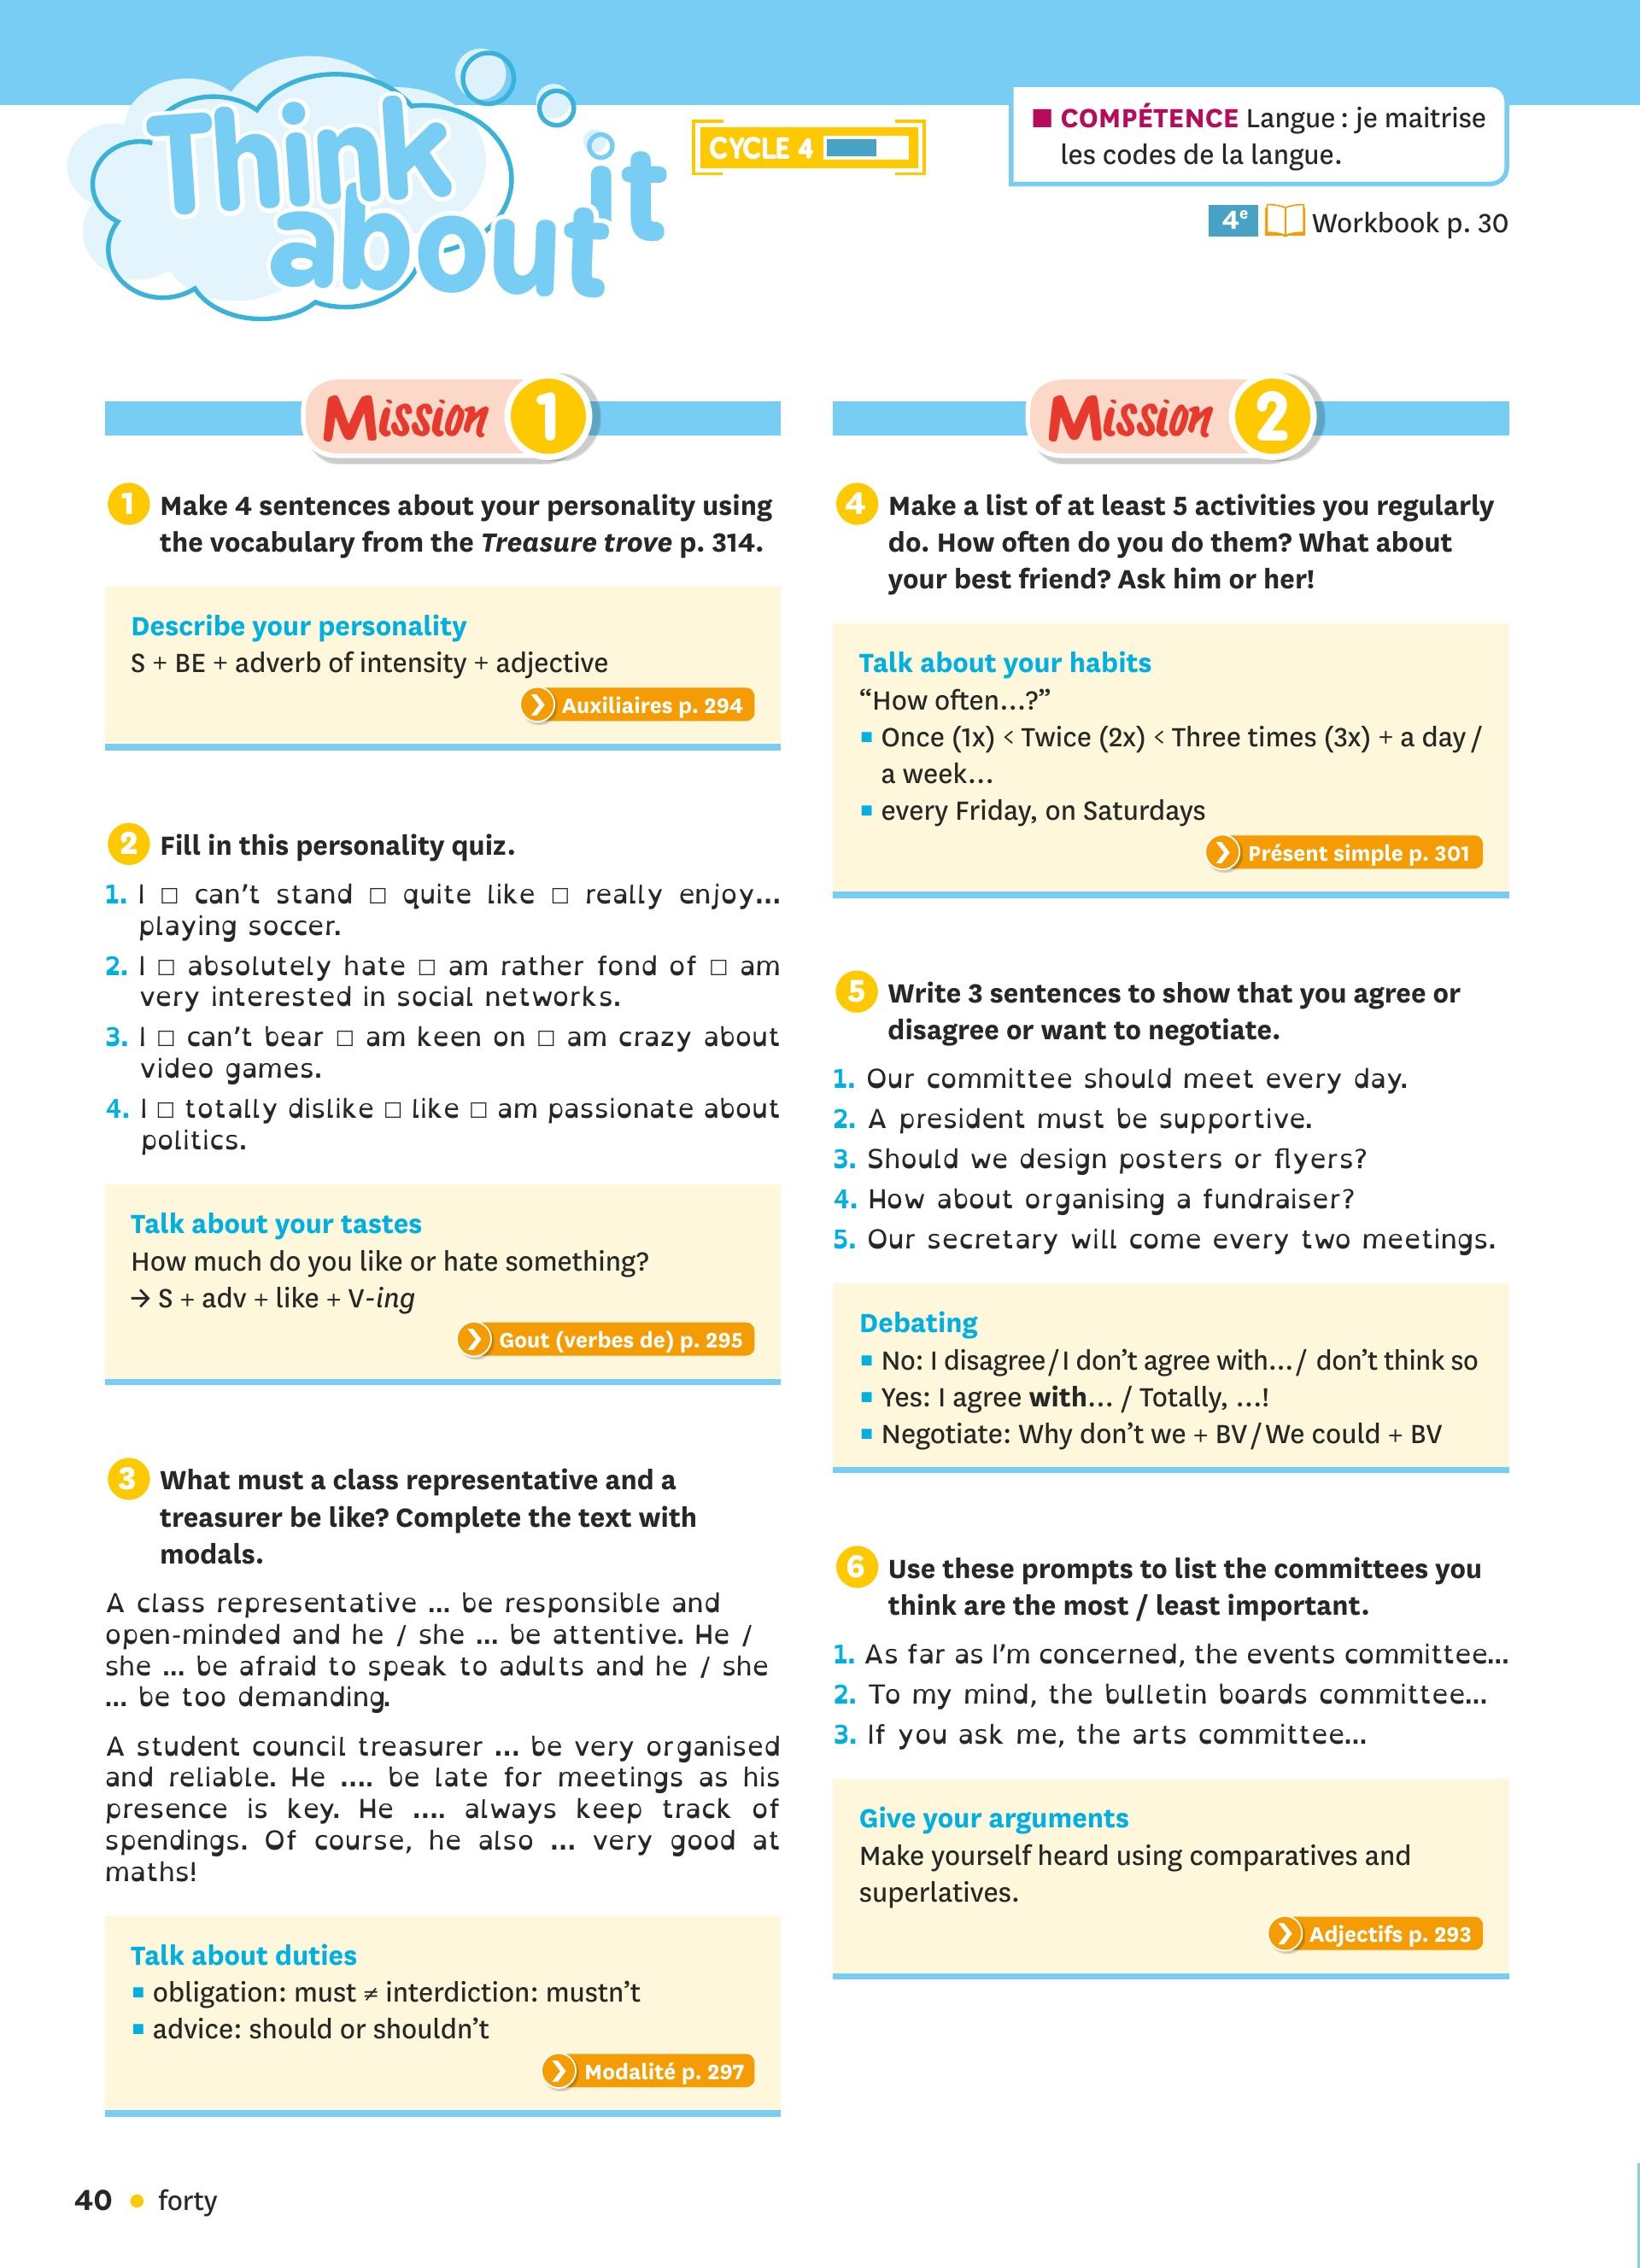 Think
about it
CYCLE 4
■ COMPÉTENCE Langue : je maitrise
les codes de la langue.
4e Workbook p. 30
Mission 1
1 Make 4 sentences about your personality using
the vocabulary from the Treasure trove p. 314.
Describe your personality
S + BE + adverb of intensity + adjective
Auxiliaires p. 294
2 Fill in this personality quiz.
1. I □ can't stand □ quite like □ really enjoy...
playing soccer.
2. I □ absolutely hate □ am rather fond of □ am
very interested in social networks.
3. I □ can't bear □ am keen on □ am crazy about
video games.
4. I □ totally dislike □ like □ am passionate about
politics.
Talk about your tastes
How much do you like or hate something?
→ S + adv + like + V-ing
Gout (verbes de) p. 295
3 What must a class representative and a
treasurer be like? Complete the text with
modals.
A class representative ... be responsible and
open-minded and he / she ... be attentive. He /
she ... be afraid to speak to adults and he / she
... be too demanding.
A student council treasurer ... be very organised
and reliable. He .... be late for meetings as his
presence is key. He .... always keep track of
spendings. Of course, he also ... very good at
maths!
Talk about duties
■ obligation: must ≠ interdiction: mustn't
■ advice: should or shouldn't
Modalité p. 297
Mission 2
4 Make a list of at least 5 activities you regularly
do. How often do you do them? What about
your best friend? Ask him or her!
Talk about your habits
“How often...?”
■ Once (1x) < Twice (2x) < Three times (3x) + a day /
a week...
■ every Friday, on Saturdays
Présent simple p. 301
5 Write 3 sentences to show that you agree or
disagree or want to negotiate.
1. Our committee should meet every day.
2. A president must be supportive.
3. Should we design posters or flyers?
4. How about organising a fundraiser?
5. Our secretary will come every two meetings.
Debating
■ No: I disagree / I don't agree with... / don't think so
■ Yes: I agree with... / Totally, ...!
■ Negotiate: Why don't we + BV / We could + BV
6 Use these prompts to list the committees you
think are the most / least important.
1. As far as I'm concerned, the events committee...
2. To my mind, the bulletin boards committee...
3. If you ask me, the arts committee...
Give your arguments
Make yourself heard using comparatives and
superlatives.
Adjectifs p. 293
40 • forty